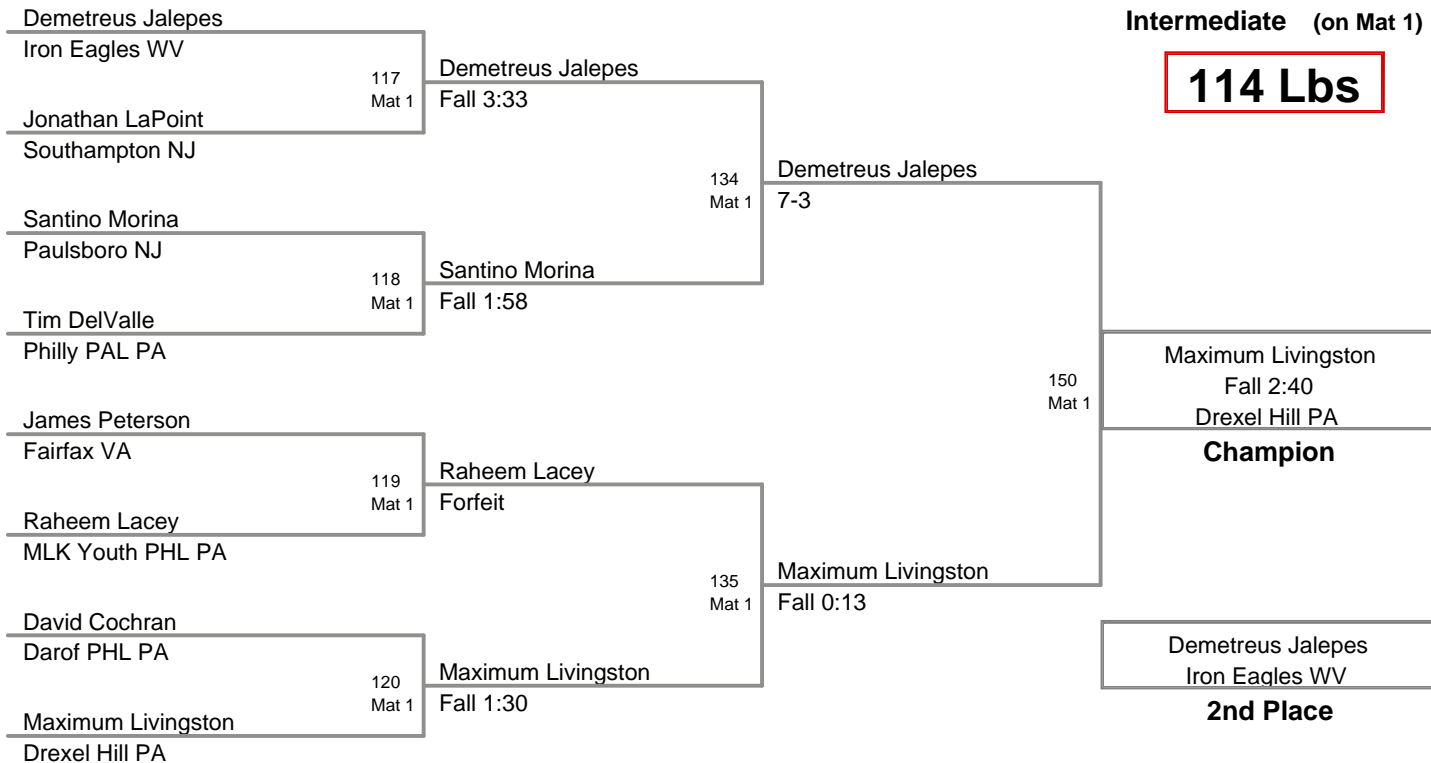 Intermediate (on Mat 1)
114 Lbs
Demetreus Jalepes
Iron Eagles WV
117
Mat 1
Jonathan LaPoint
Southampton NJ
Santino Morina
Paulsboro NJ
118
Mat 1
Tim DelValle
Philly PAL PA
James Peterson
Fairfax VA
119
Mat 1
Raheem Lacey
MLK Youth PHL PA
David Cochran
Darof PHL PA
120
Mat 1
Maximum Livingston
Drexel Hill PA
Demetreus Jalepes
Fall 3:33
134
Mat 1
Santino Morina
Fall 1:58
Raheem Lacey
Forfeit
135
Mat 1
Maximum Livingston
Fall 1:30
Demetreus Jalepes
7-3
150
Mat 1
Maximum Livingston
Fall 0:13
Maximum Livingston
Fall 2:40
Drexel Hill PA
Champion
Demetreus Jalepes
Iron Eagles WV
2nd Place